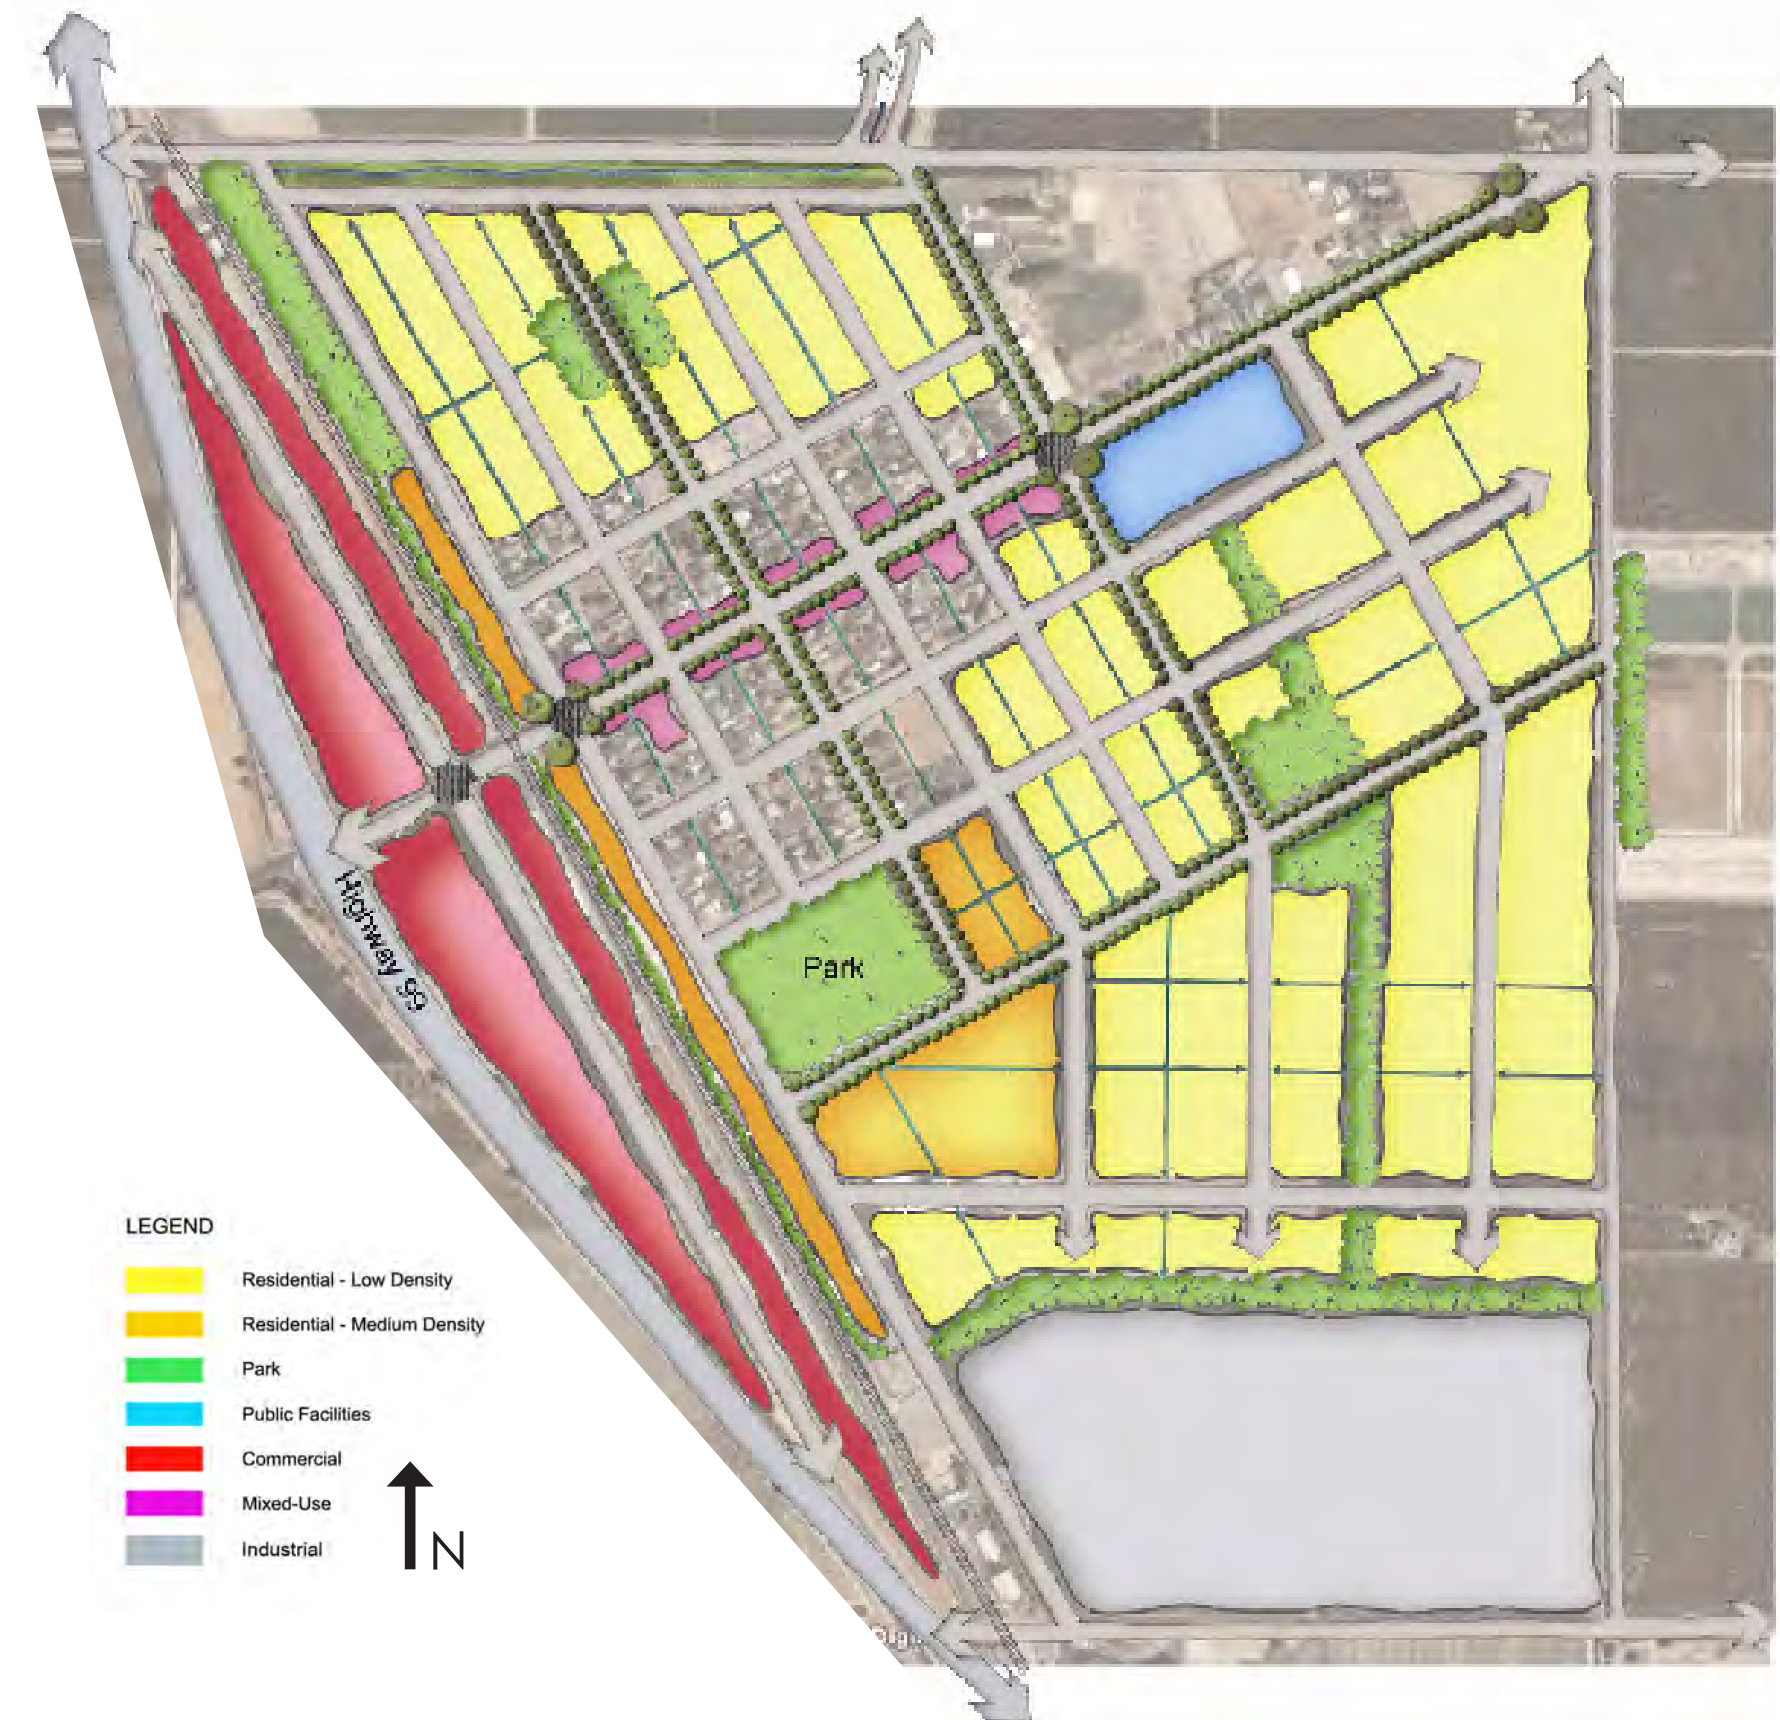 Park
Highway 99
LEGEND
Residential - Low Density
Residential - Medium Density
Park
Public Facilities
Commercial
Mixed-Use
Industrial
N